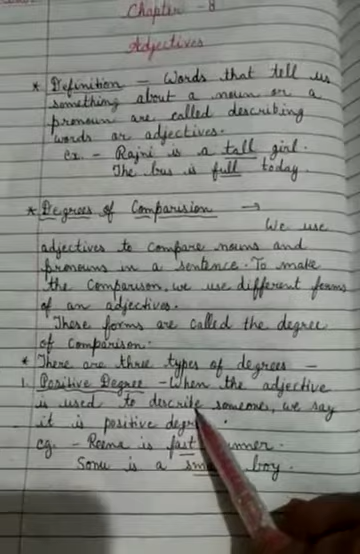 Chapter - 8
Adjectives
* Definition - Words that tell us
something about a noun or a
pronoun are called describing
words or adjectives.
ex. - Rajni is a tall girl.
The bus is full today.
* Degrees of Comparision →
We use
adjectives to compare nouns and
pronouns in a sentence. To make
the comparison, we use different forms
of an adjectives.
These forms are called the degree
of comparison.
* There are three types of degrees -
1. Positive Degree - When the adjective
is used to describe someone, we say
it is positive
eg. - Reena is fast
Sonu is a boy.